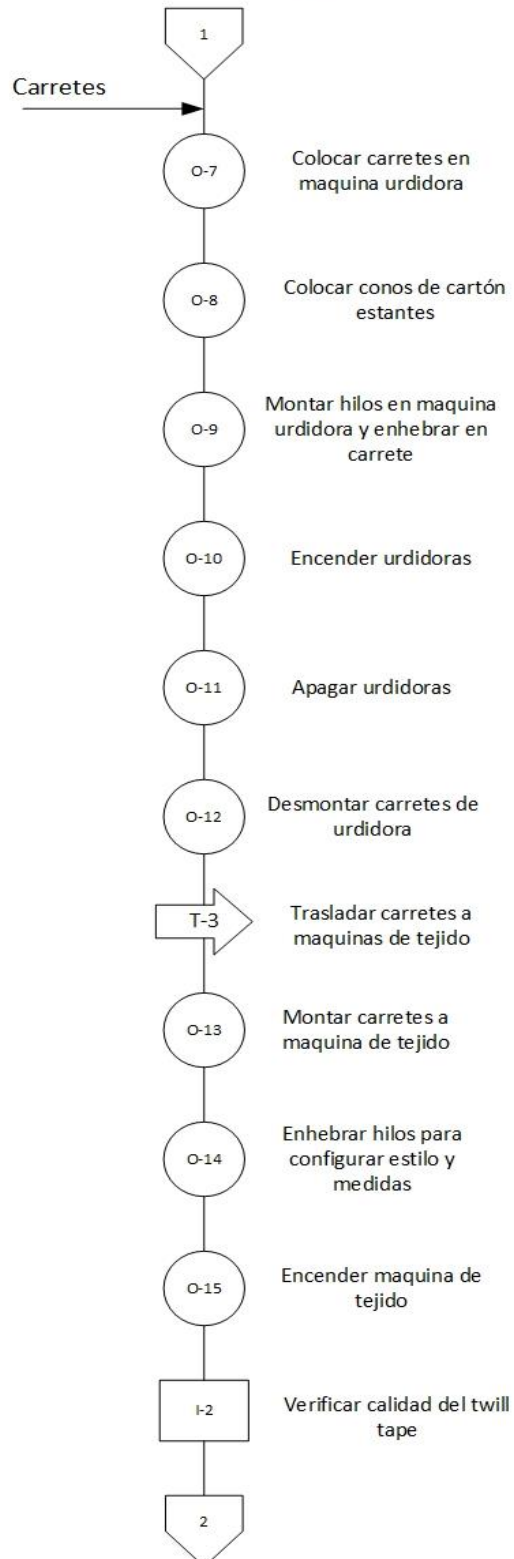 1
Carretes
O-7
Colocar carretes en
maquina urdidora
O-8
Colocar conos de cartón
estantes
O-9
Montar hilos en maquina
urdidora y enhebrar en
carrete
O-10
Encender urdidoras
O-11
Apagar urdidoras
O-12
Desmontar carretes de
urdidora
T-3
Trasladar carretes a
maquinas de tejido
O-13
Montar carretes a
maquina de tejido
O-14
Enhebrar hilos para
configurar estilo y
medidas
O-15
Encender maquina de
tejido
I-2
Verificar calidad del twill
tape
2